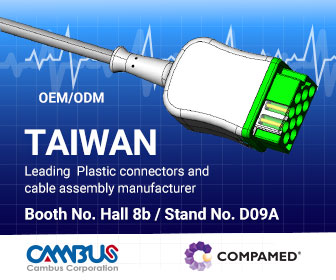 OEM/ODM
TAIWAN
Leading Plastic connectors and
cable assembly manufacturer
Booth No. Hall 8b / Stand No. D09A
CAMBUS
Cambus Corporation
COMPAMED®